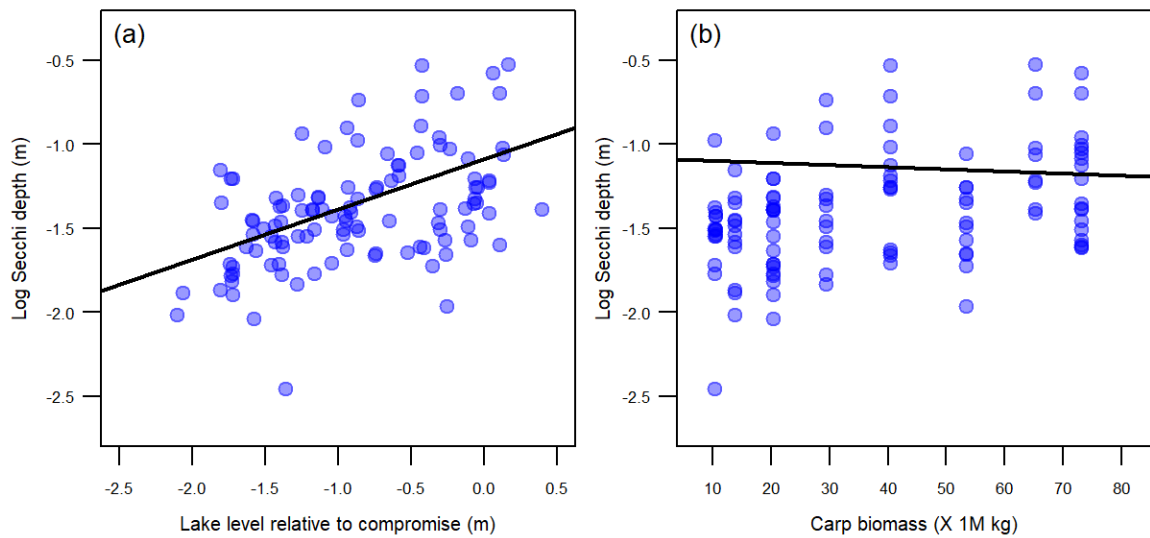 (a)
Log Secchi depth (m)
-0.5
-1.0
-1.5
-2.0
-2.5
-2.5 -2.0 -1.5 -1.0 -0.5 0.0 0.5
Lake level relative to compromise (m)
(b)
Log Secchi depth (m)
-0.5
-1.0
-1.5
-2.0
-2.5
10 20 30 40 50 60 70 80
Carp biomass (X 1M kg)